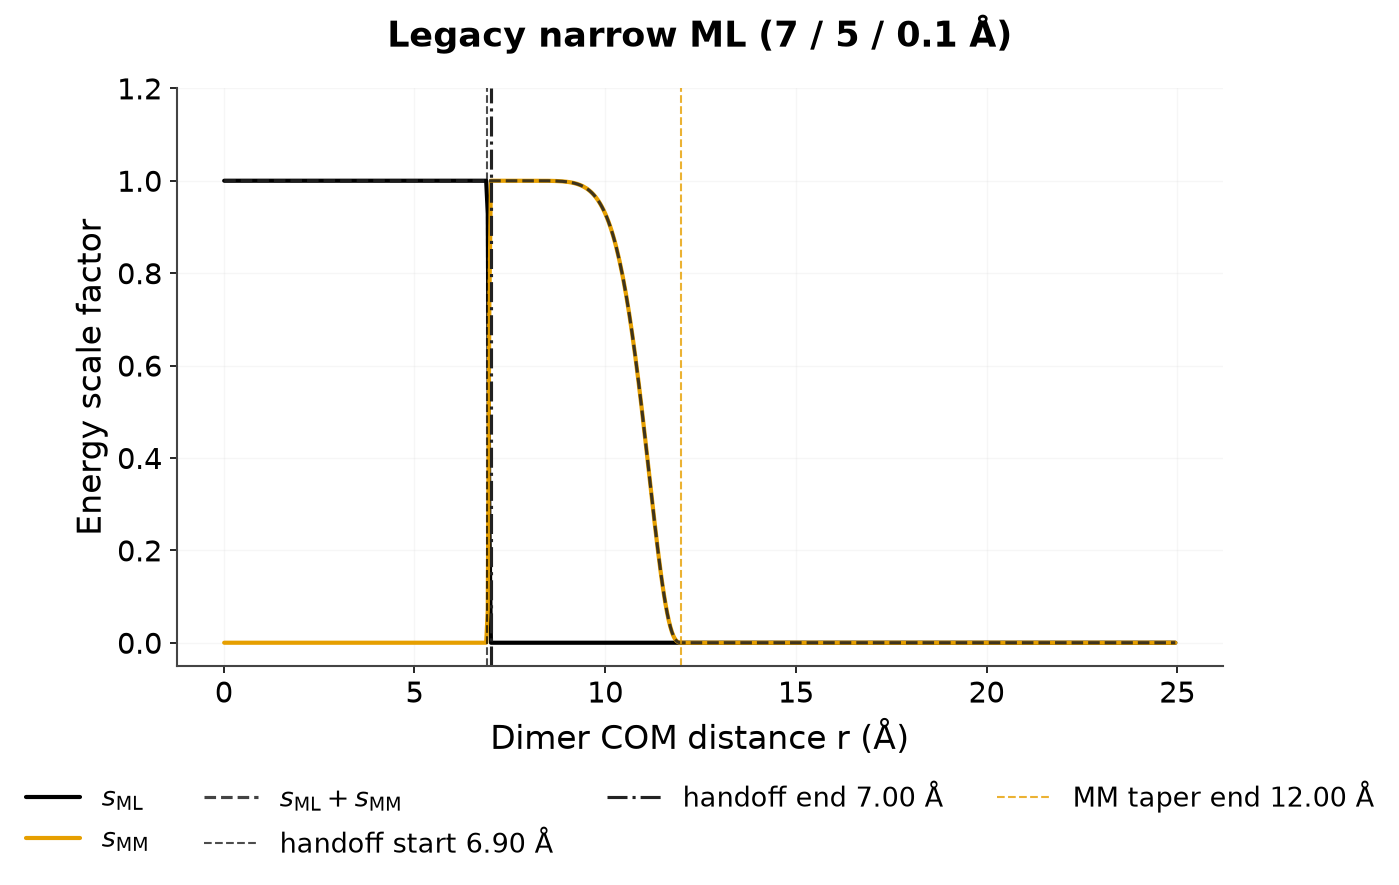 Legacy narrow ML (7 / 5 / 0.1 Å)
1.2
1.0
0.8
0.6
0.4
0.2
0.0
Energy scale factor
0 5 10 15 20 25
Dimer COM distance r (Å)
s_ML s_ML + s_MM handoff end 7.00 Å MM taper end 12.00 Å
s_MM handoff start 6.90 Å